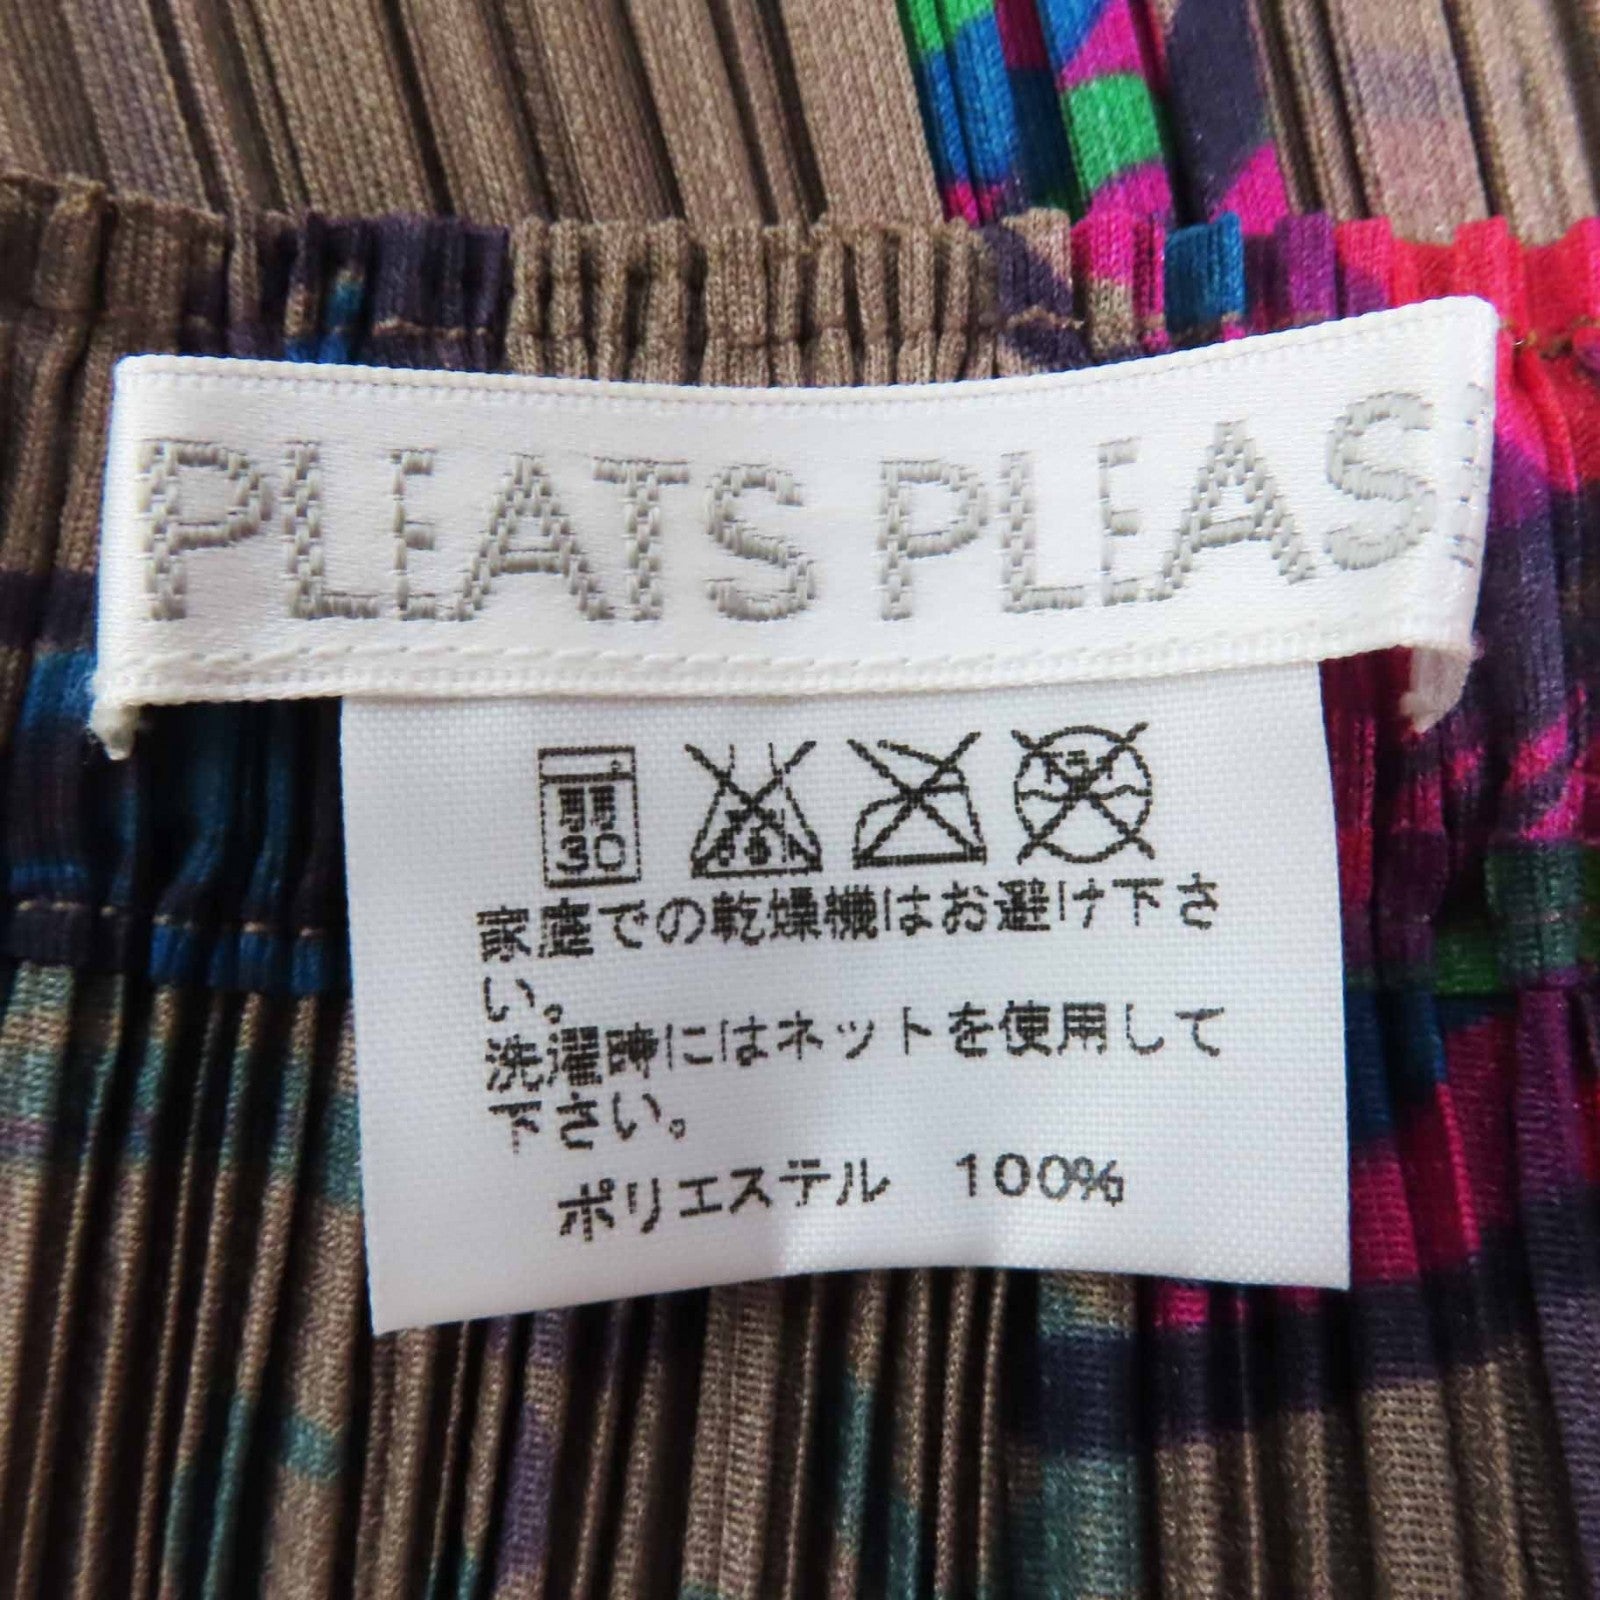 PLEATS PLEAS
30
家庭での乾燥機はお避け下さ
い。
洗濯時にはネットを使用して
下さい。
ポリエステル 100%